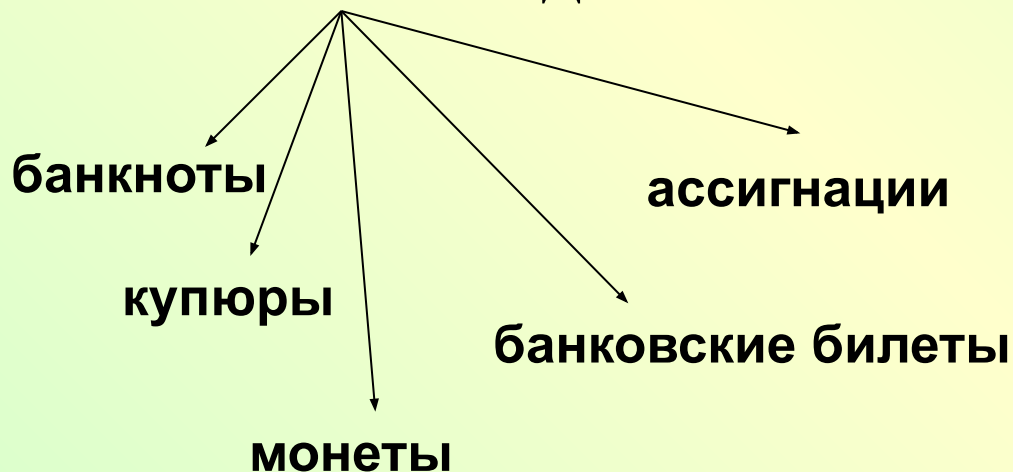 банкноты
ассигнации
купюры
банковские билеты
монеты